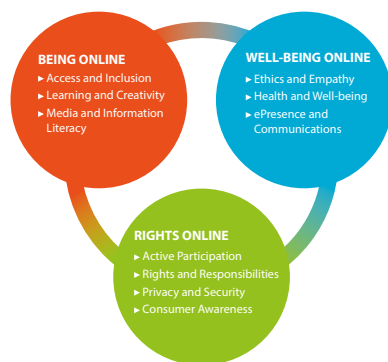 BEING ONLINE
▸ Access and Inclusion
▸ Learning and Creativity
▸ Media and Information
Literacy
WELL-BEING ONLINE
▸ Ethics and Empathy
▸ Health and Well-being
▸ ePresence and
Communications
RIGHTS ONLINE
▸ Active Participation
▸ Rights and Responsibilities
▸ Privacy and Security
▸ Consumer Awareness